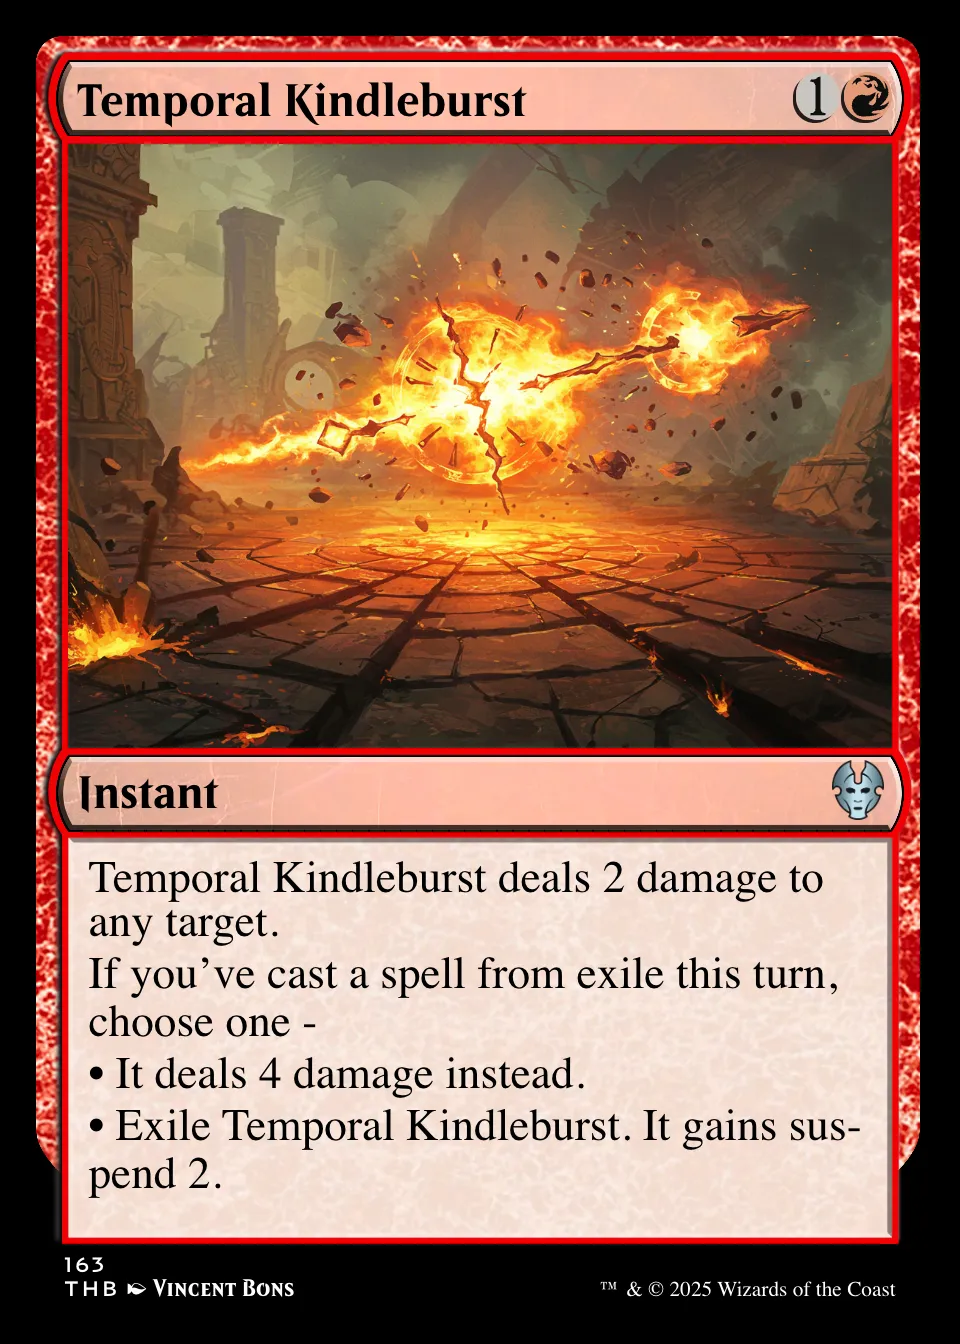 Temporal Kindleburst 1
Instant
Temporal Kindleburst deals 2 damage to
any target.
If you’ve cast a spell from exile this turn,
choose one -
• It deals 4 damage instead.
• Exile Temporal Kindleburst. It gains sus-
pend 2.
163
THB Vincent Bons
™ & © 2025 Wizards of the Coast